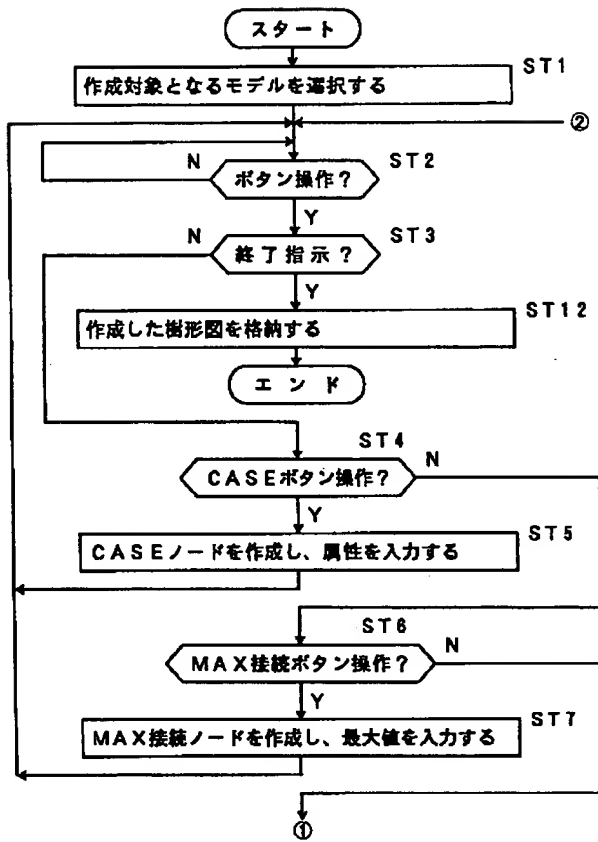 スタート
ST1
作成対象となるモデルを選択する
②
N
ボタン操作?
ST2
Y
N
終了指示?
ST3
Y
ST12
作成した樹形図を格納する
エンド
ST4
CASEボタン操作?
N
Y
ST5
CASEノードを作成し、属性を入力する
ST6
MAX接続ボタン操作?
N
Y
ST7
MAX接続ノードを作成し、最大値を入力する
①